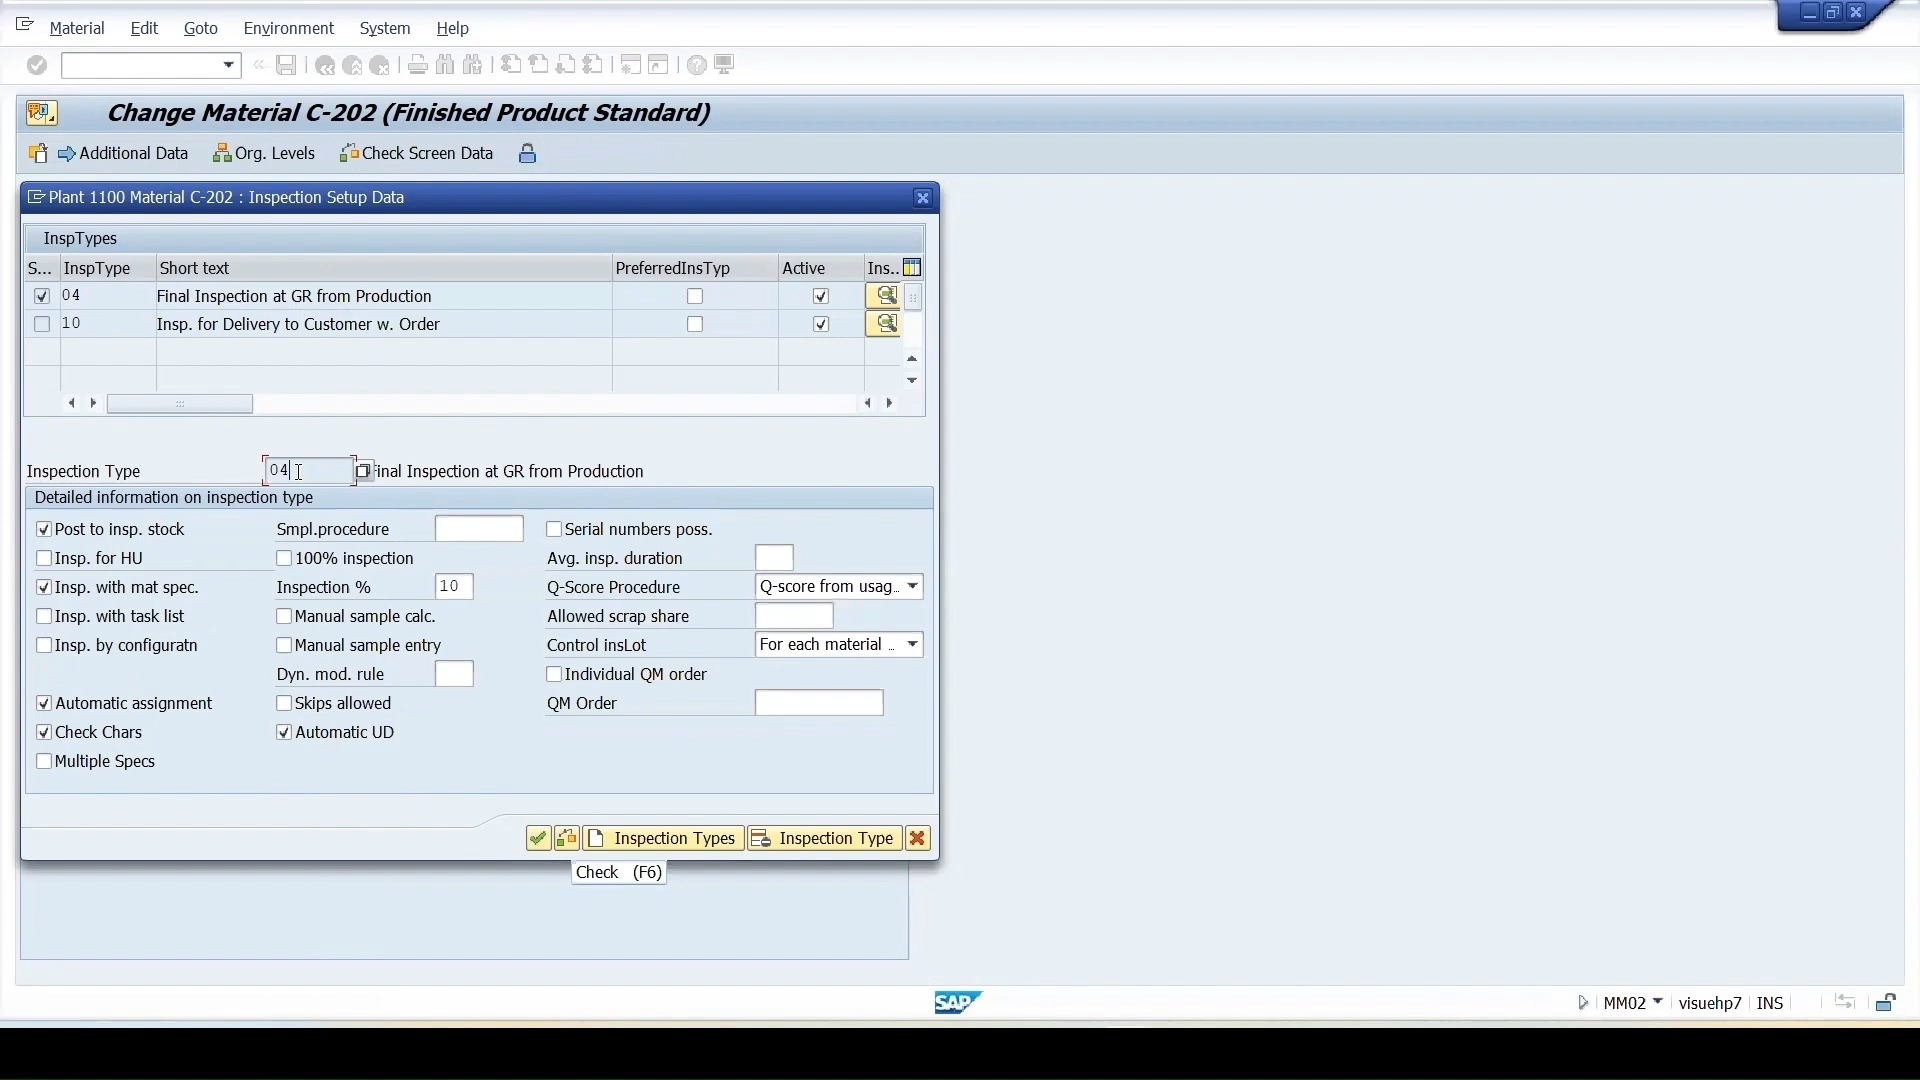 Material Edit Goto Environment System Help
Change Material C-202 (Finished Product Standard)
Additional Data Org. Levels Check Screen Data
Plant 1100 Material C-202 : Inspection Setup Data
InspTypes
S... InspType Short text PreferredInsTyp Active Ins..
04 Final Inspection at GR from Production
10 Insp. for Delivery to Customer w. Order
Inspection Type 04 Final Inspection at GR from Production
Detailed information on inspection type
Post to insp. stock Smpl.procedure Serial numbers poss.
Insp. for HU 100% inspection Avg. insp. duration
Insp. with mat spec. Inspection % 10 Q-Score Procedure Q-score from usag..
Insp. with task list Manual sample calc. Allowed scrap share
Insp. by configuratn Manual sample entry Control insLot For each material ..
Dyn. mod. rule Individual QM order
Automatic assignment Skips allowed QM Order
Check Chars Automatic UD
Multiple Specs
Inspection Types Inspection Type
Check (F6)
SAP MM02 visuehp7 INS